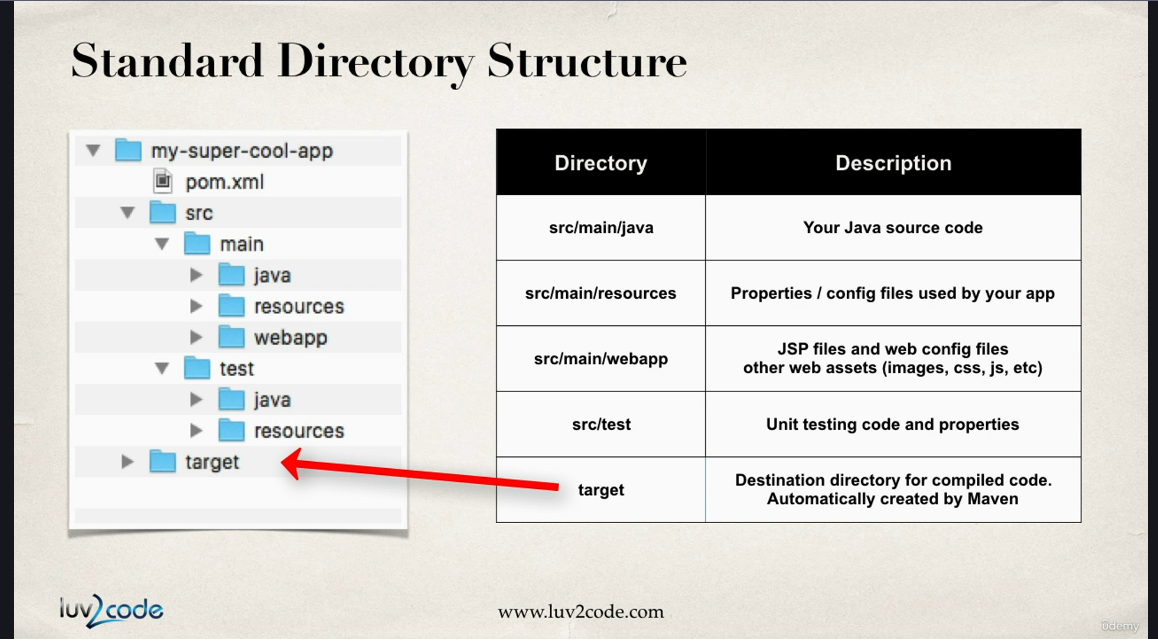 Standard Directory Structure
my-super-cool-app
pom.xml
src
main
java
resources
webapp
test
java
resources
target
Directory Description
src/main/java Your Java source code
src/main/resources Properties / config files used by your app
src/main/webapp JSP files and web config files
other web assets (images, css, js, etc)
src/test Unit testing code and properties
target Destination directory for compiled code.
Automatically created by Maven
luv2code
www.luv2code.com
ûdemy